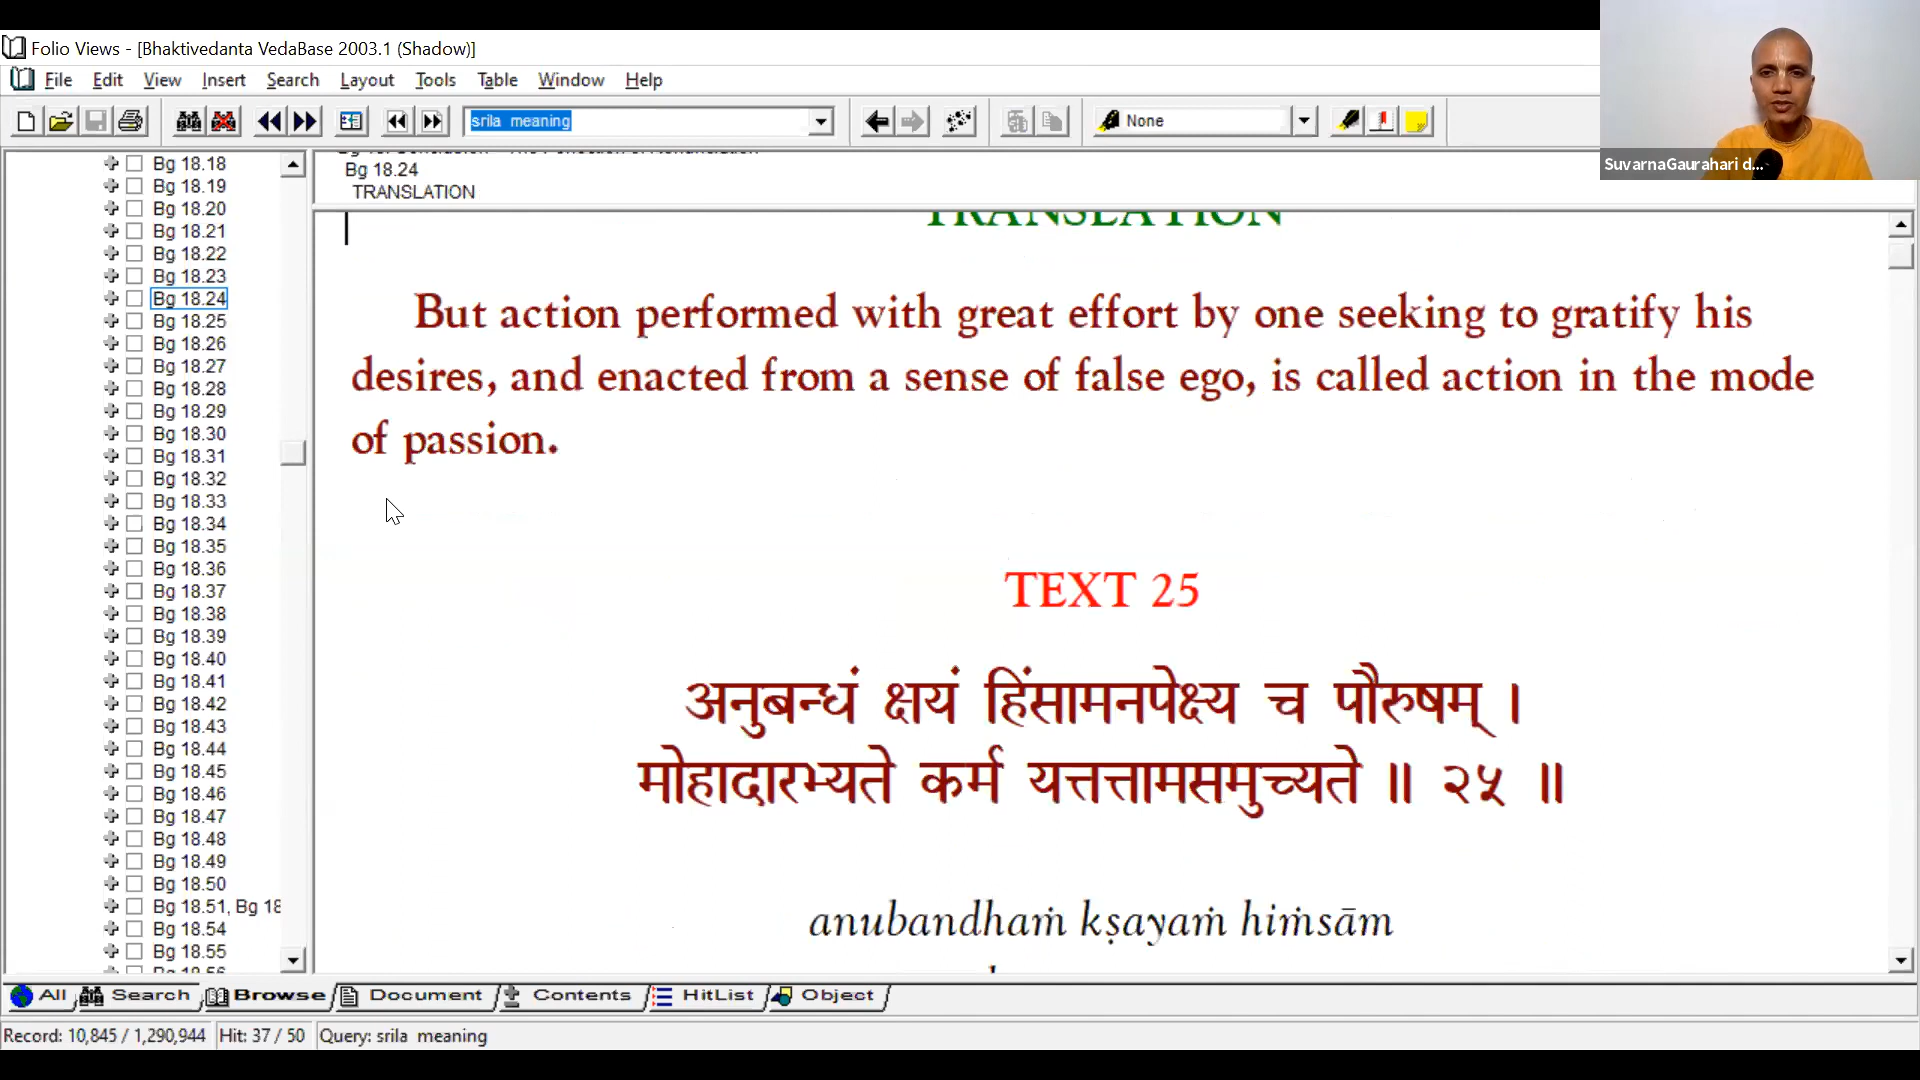 Folio Views - [Bhaktivedanta VedaBase 2003.1 (Shadow)]
File Edit View Insert Search Layout Tools Table Window Help
srila meaning
None
SuvarnaGaurahari d...
Bg 18.18
Bg 18.19
Bg 18.20
Bg 18.21
Bg 18.22
Bg 18.23
Bg 18.24
Bg 18.25
Bg 18.26
Bg 18.27
Bg 18.28
Bg 18.29
Bg 18.30
Bg 18.31
Bg 18.32
Bg 18.33
Bg 18.34
Bg 18.35
Bg 18.36
Bg 18.37
Bg 18.38
Bg 18.39
Bg 18.40
Bg 18.41
Bg 18.42
Bg 18.43
Bg 18.44
Bg 18.45
Bg 18.46
Bg 18.47
Bg 18.48
Bg 18.49
Bg 18.50
Bg 18.51, Bg 18
Bg 18.54
Bg 18.55
Bg 18.24
TRANSLATION
TRANSLATION
But action performed with great effort by one seeking to gratify his
desires, and enacted from a sense of false ego, is called action in the mode
of passion.
TEXT 25
अनुबन्धं क्षयं हिंसामनपेक्ष्य च पौरुषम् ।
मोहादारभ्यते कर्म यत्तत्तामसमुच्यते ॥ २५ ॥
anubandhaṁ kṣayaṁ hiṁsām
All Search Browse Document Contents HitList Object
Record: 10,845 / 1,290,944 Hit: 37 / 50 Query: srila meaning